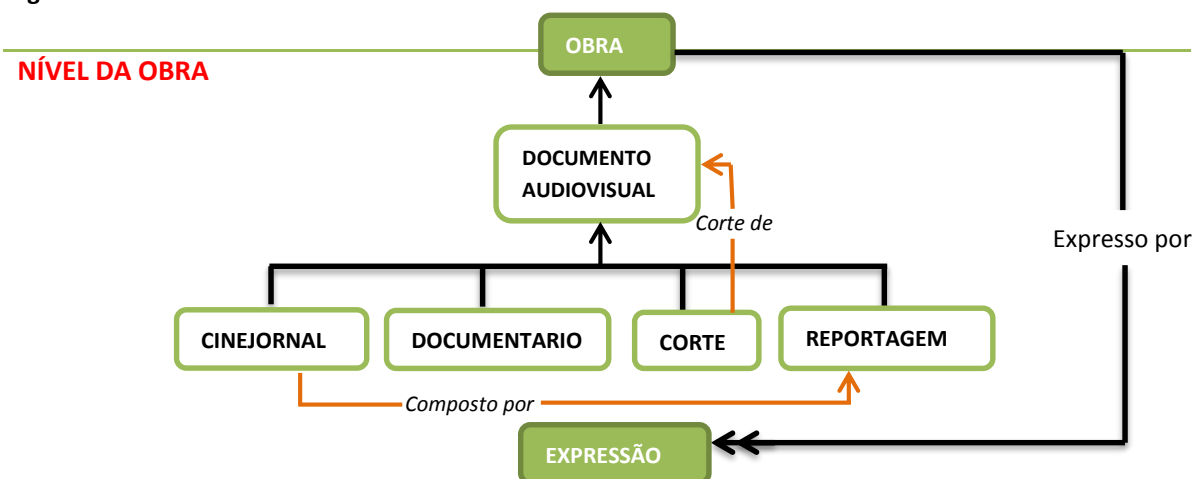 OBRA
NÍVEL DA OBRA
DOCUMENTO
AUDIOVISUAL
Corte de
Expresso por
CINEJORNAL
DOCUMENTARIO
CORTE
REPORTAGEM
Composto por
EXPRESSÃO